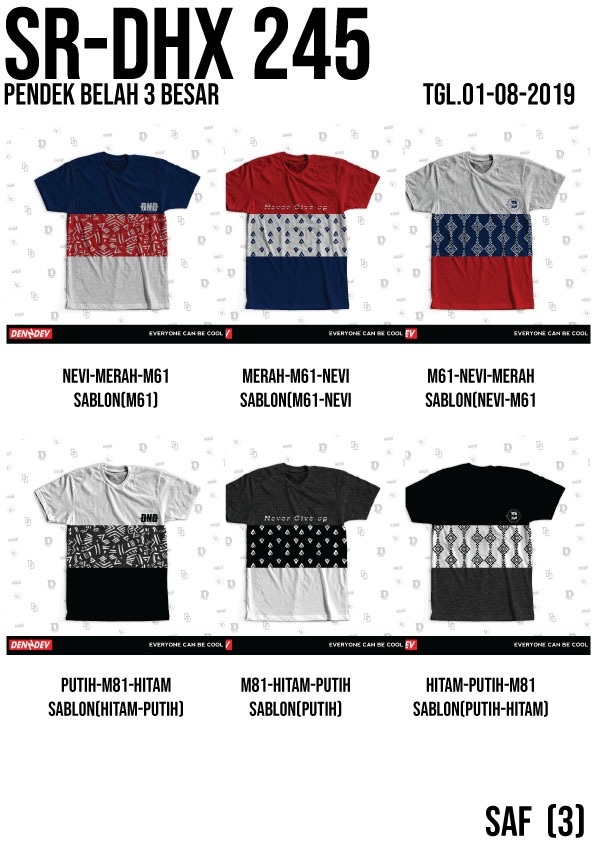 SR-DHX 245
PENDEK BELAH 3 BESAR
TGL.01-08-2019
DND
Never Give up
DENZDEV
EVERYONE CAN BE COOL
EVERYONE CAN BE COOL
EV
EVERYONE CAN BE COOL
NEVI-MERAH-M61
SABLON(M61)
MERAH-M61-NEVI
SABLON(M61-NEVI
M61-NEVI-MERAH
SABLON(NEVI-M61
DND
Never Give up
DENZDEV
EVERYONE CAN BE COOL
EVERYONE CAN BE COOL
EV
EVERYONE CAN BE COOL
PUTIH-M81-HITAM
SABLON(HITAM-PUTIH)
M81-HITAM-PUTIH
SABLON(PUTIH)
HITAM-PUTIH-M81
SABLON(PUTIH-HITAM)
SAF (3)